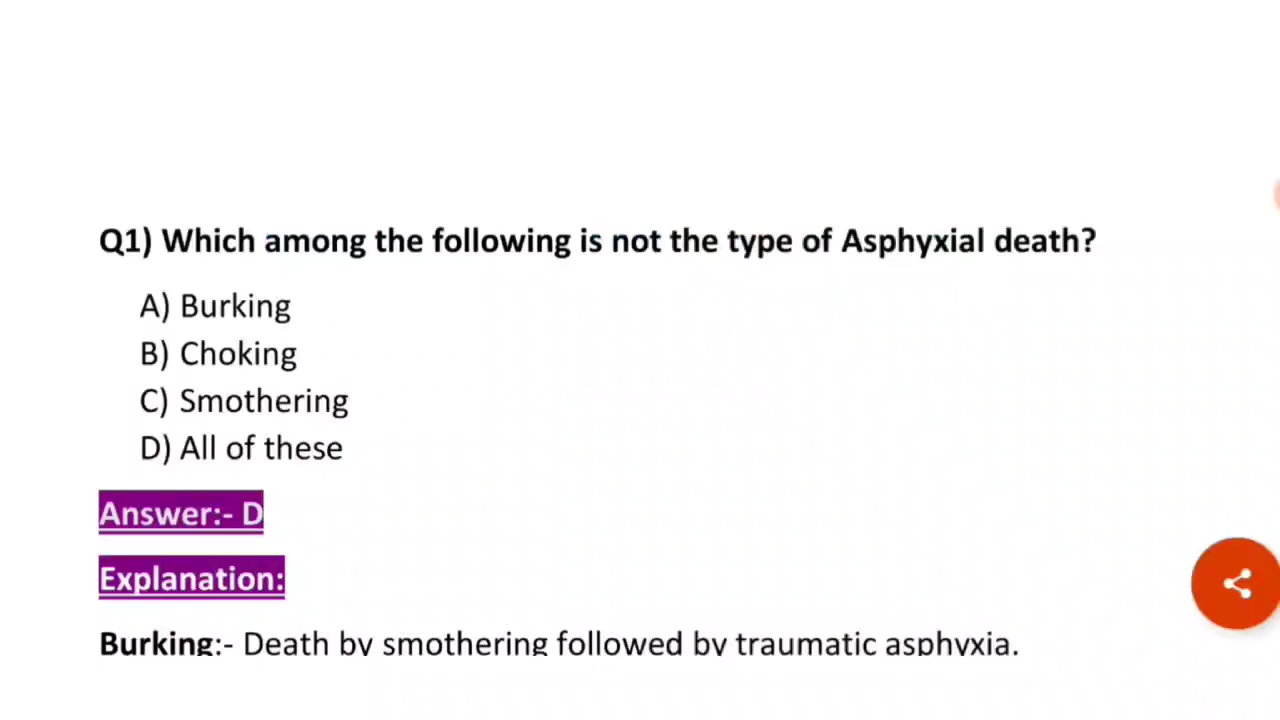 Q1) Which among the following is not the type of Asphyxial death?
A) Burking
B) Choking
C) Smothering
D) All of these
Answer:- D
Explanation:
Burking:- Death by smothering followed by traumatic asphyxia.